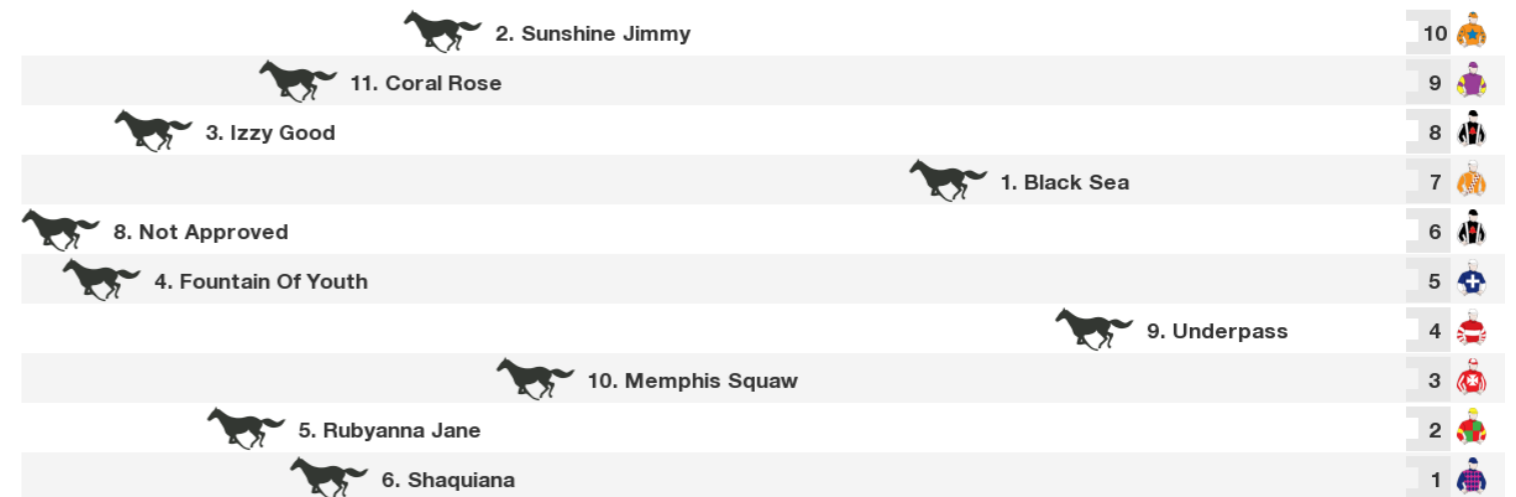 2. Sunshine Jimmy 10
11. Coral Rose 9
3. Izzy Good 8
1. Black Sea 7
8. Not Approved 6
4. Fountain Of Youth 5
9. Underpass 4
10. Memphis Squaw 3
5. Rubyanna Jane 2
6. Shaquiana 1